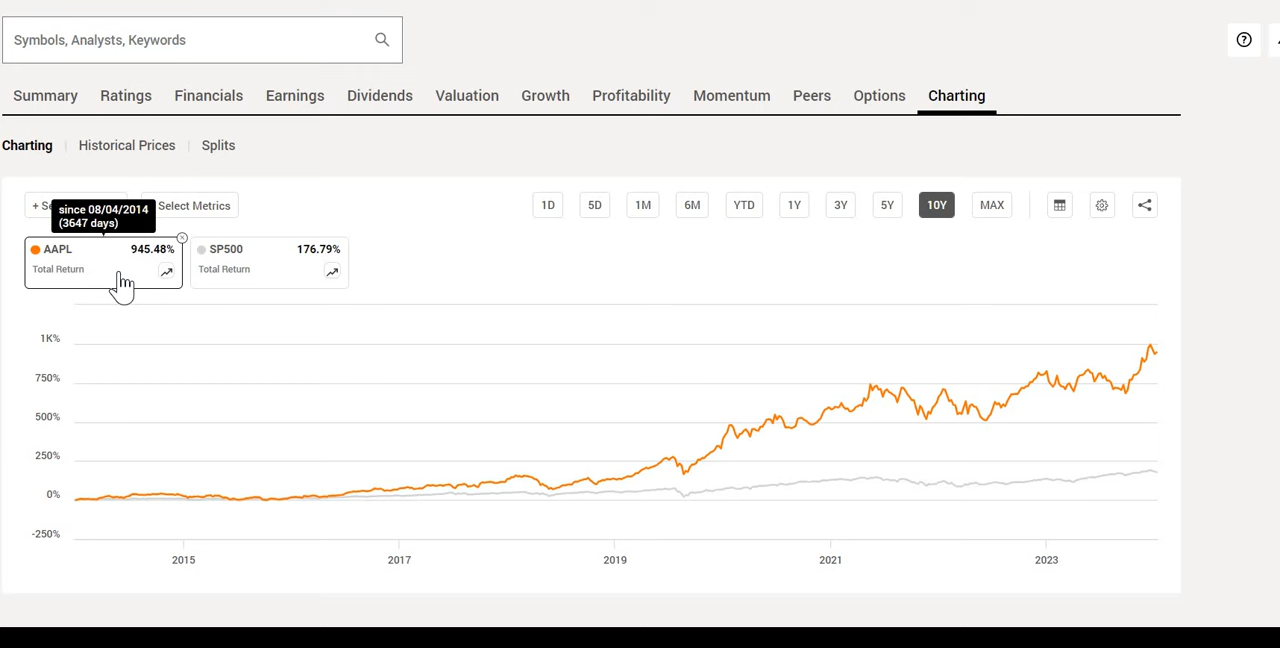 Symbols, Analysts, Keywords
Summary Ratings Financials Earnings Dividends Valuation Growth Profitability Momentum Peers Options Charting
Charting Historical Prices Splits
+ Se Select Metrics 1D 5D 1M 6M YTD 1Y 3Y 5Y 10Y MAX
since 08/04/2014
(3647 days)
AAPL 945.48% SP500 176.79%
Total Return Total Return
1K%
750%
500%
250%
0%
-250%
2015 2017 2019 2021 2023